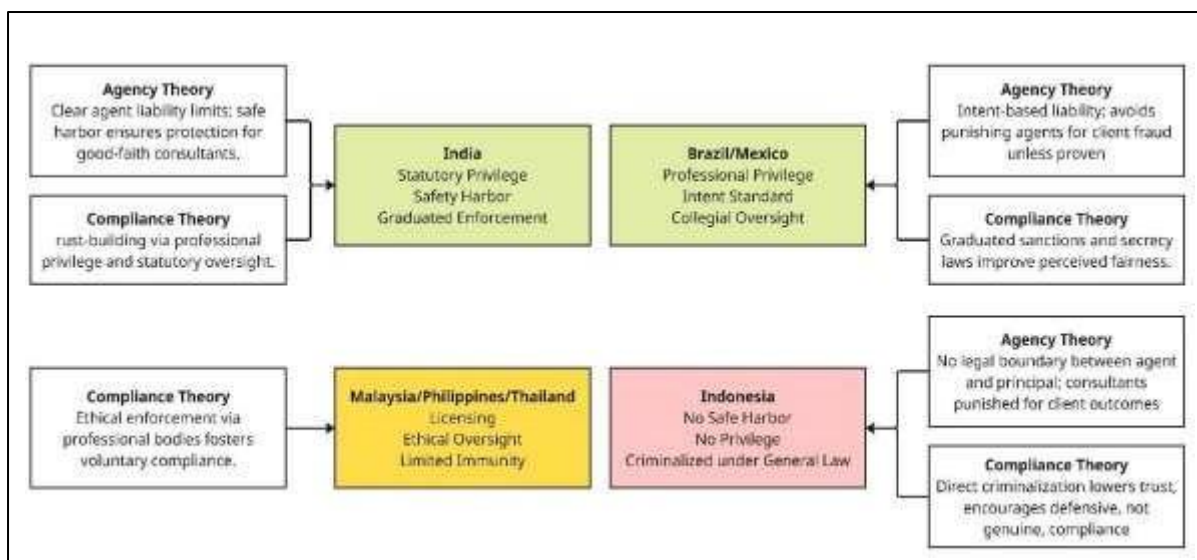 Agency Theory
Clear agent liability limits; safe
harbor ensures protection for
good-faith consultants.
Compliance Theory
rust-building via professional
privilege and statutory oversight.
India
Statutory Privilege
Safety Harbor
Graduated Enforcement
Brazil/Mexico
Professional Privilege
Intent Standard
Collegial Oversight
Agency Theory
Intent-based liability; avoids
punishing agents for client fraud
unless proven
Compliance Theory
Graduated sanctions and secrecy
laws improve perceived fairness.
Compliance Theory
Ethical enforcement via
professional bodies fosters
voluntary compliance.
Malaysia/Philippines/Thailand
Licensing
Ethical Oversight
Limited Immunity
Indonesia
No Safe Harbor
No Privilege
Criminalized under General Law
Agency Theory
No legal boundary between agent
and principal; consultants
punished for client outcomes
Compliance Theory
Direct criminalization lowers trust,
encourages defensive, not
genuine, compliance